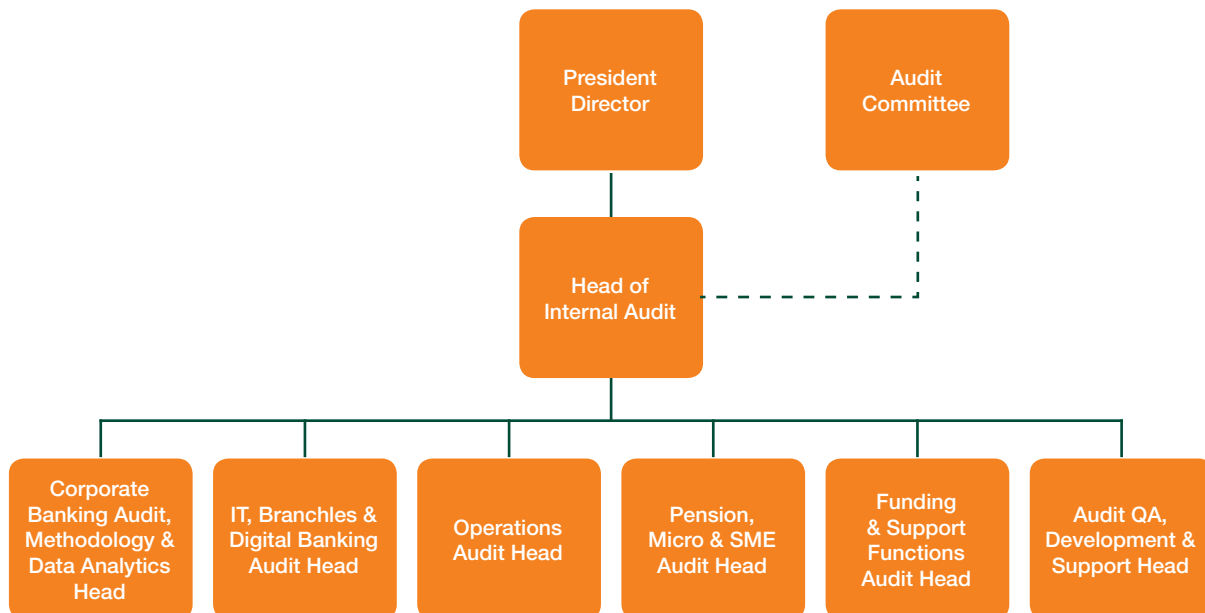 President
Director
Audit
Committee
Head of
Internal Audit
Corporate
Banking Audit,
Methodology &
Data Analytics
Head
IT, Branchles &
Digital Banking
Audit Head
Operations
Audit Head
Pension,
Micro & SME
Audit Head
Funding
& Support
Functions
Audit Head
Audit QA,
Development &
Support Head